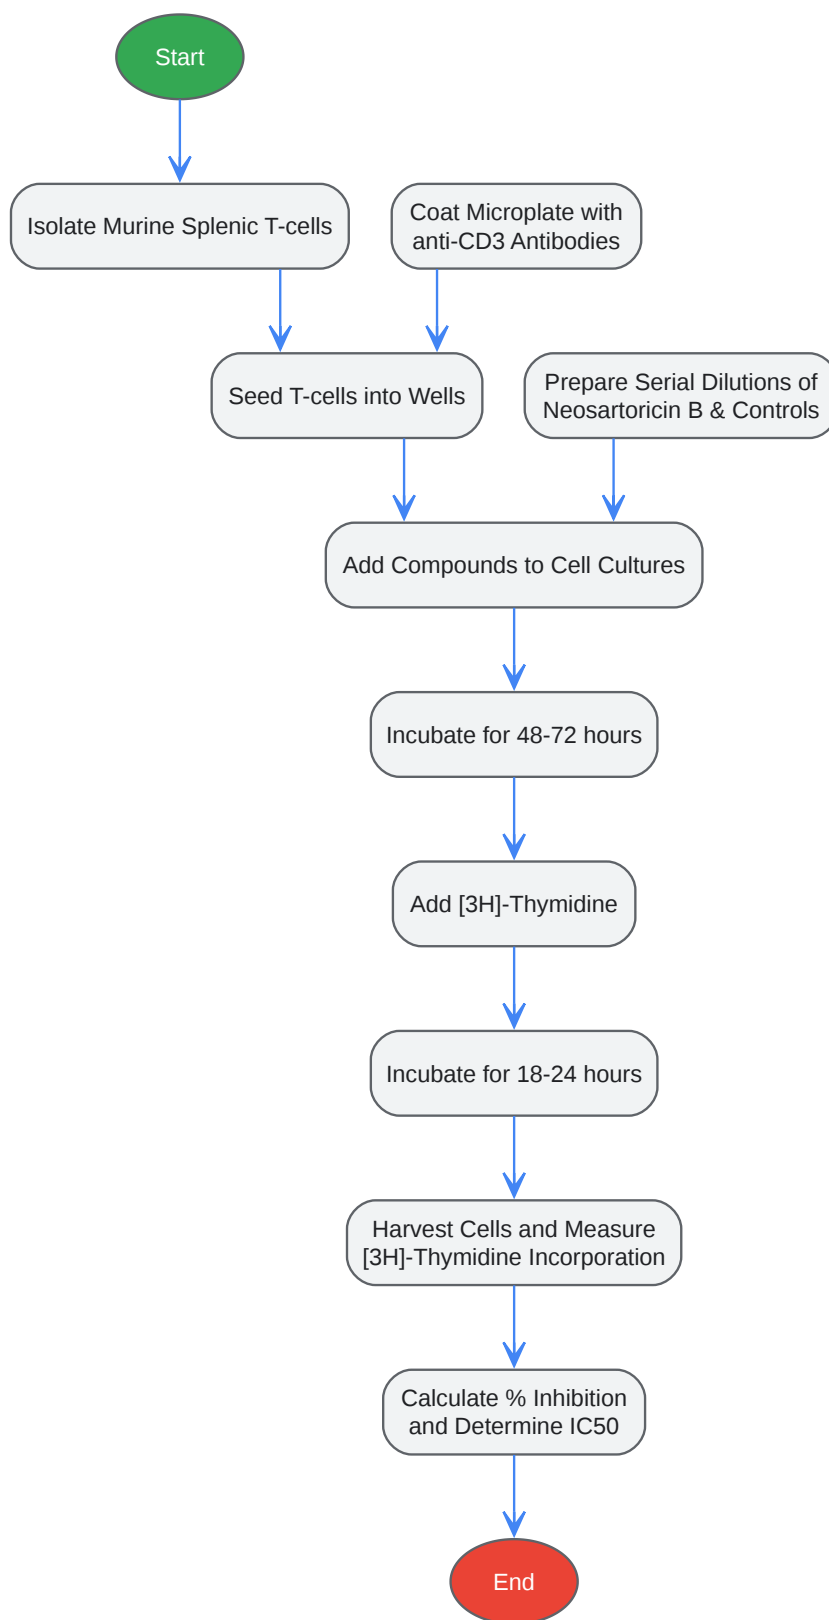 Start
Isolate Murine Splenic T-cells
Coat Microplate with
anti-CD3 Antibodies
Seed T-cells into Wells
Prepare Serial Dilutions of
Neosartoricin B & Controls
Add Compounds to Cell Cultures
Incubate for 48-72 hours
Add [3H]-Thymidine
Incubate for 18-24 hours
Harvest Cells and Measure
[3H]-Thymidine Incorporation
Calculate % Inhibition
and Determine IC50
End